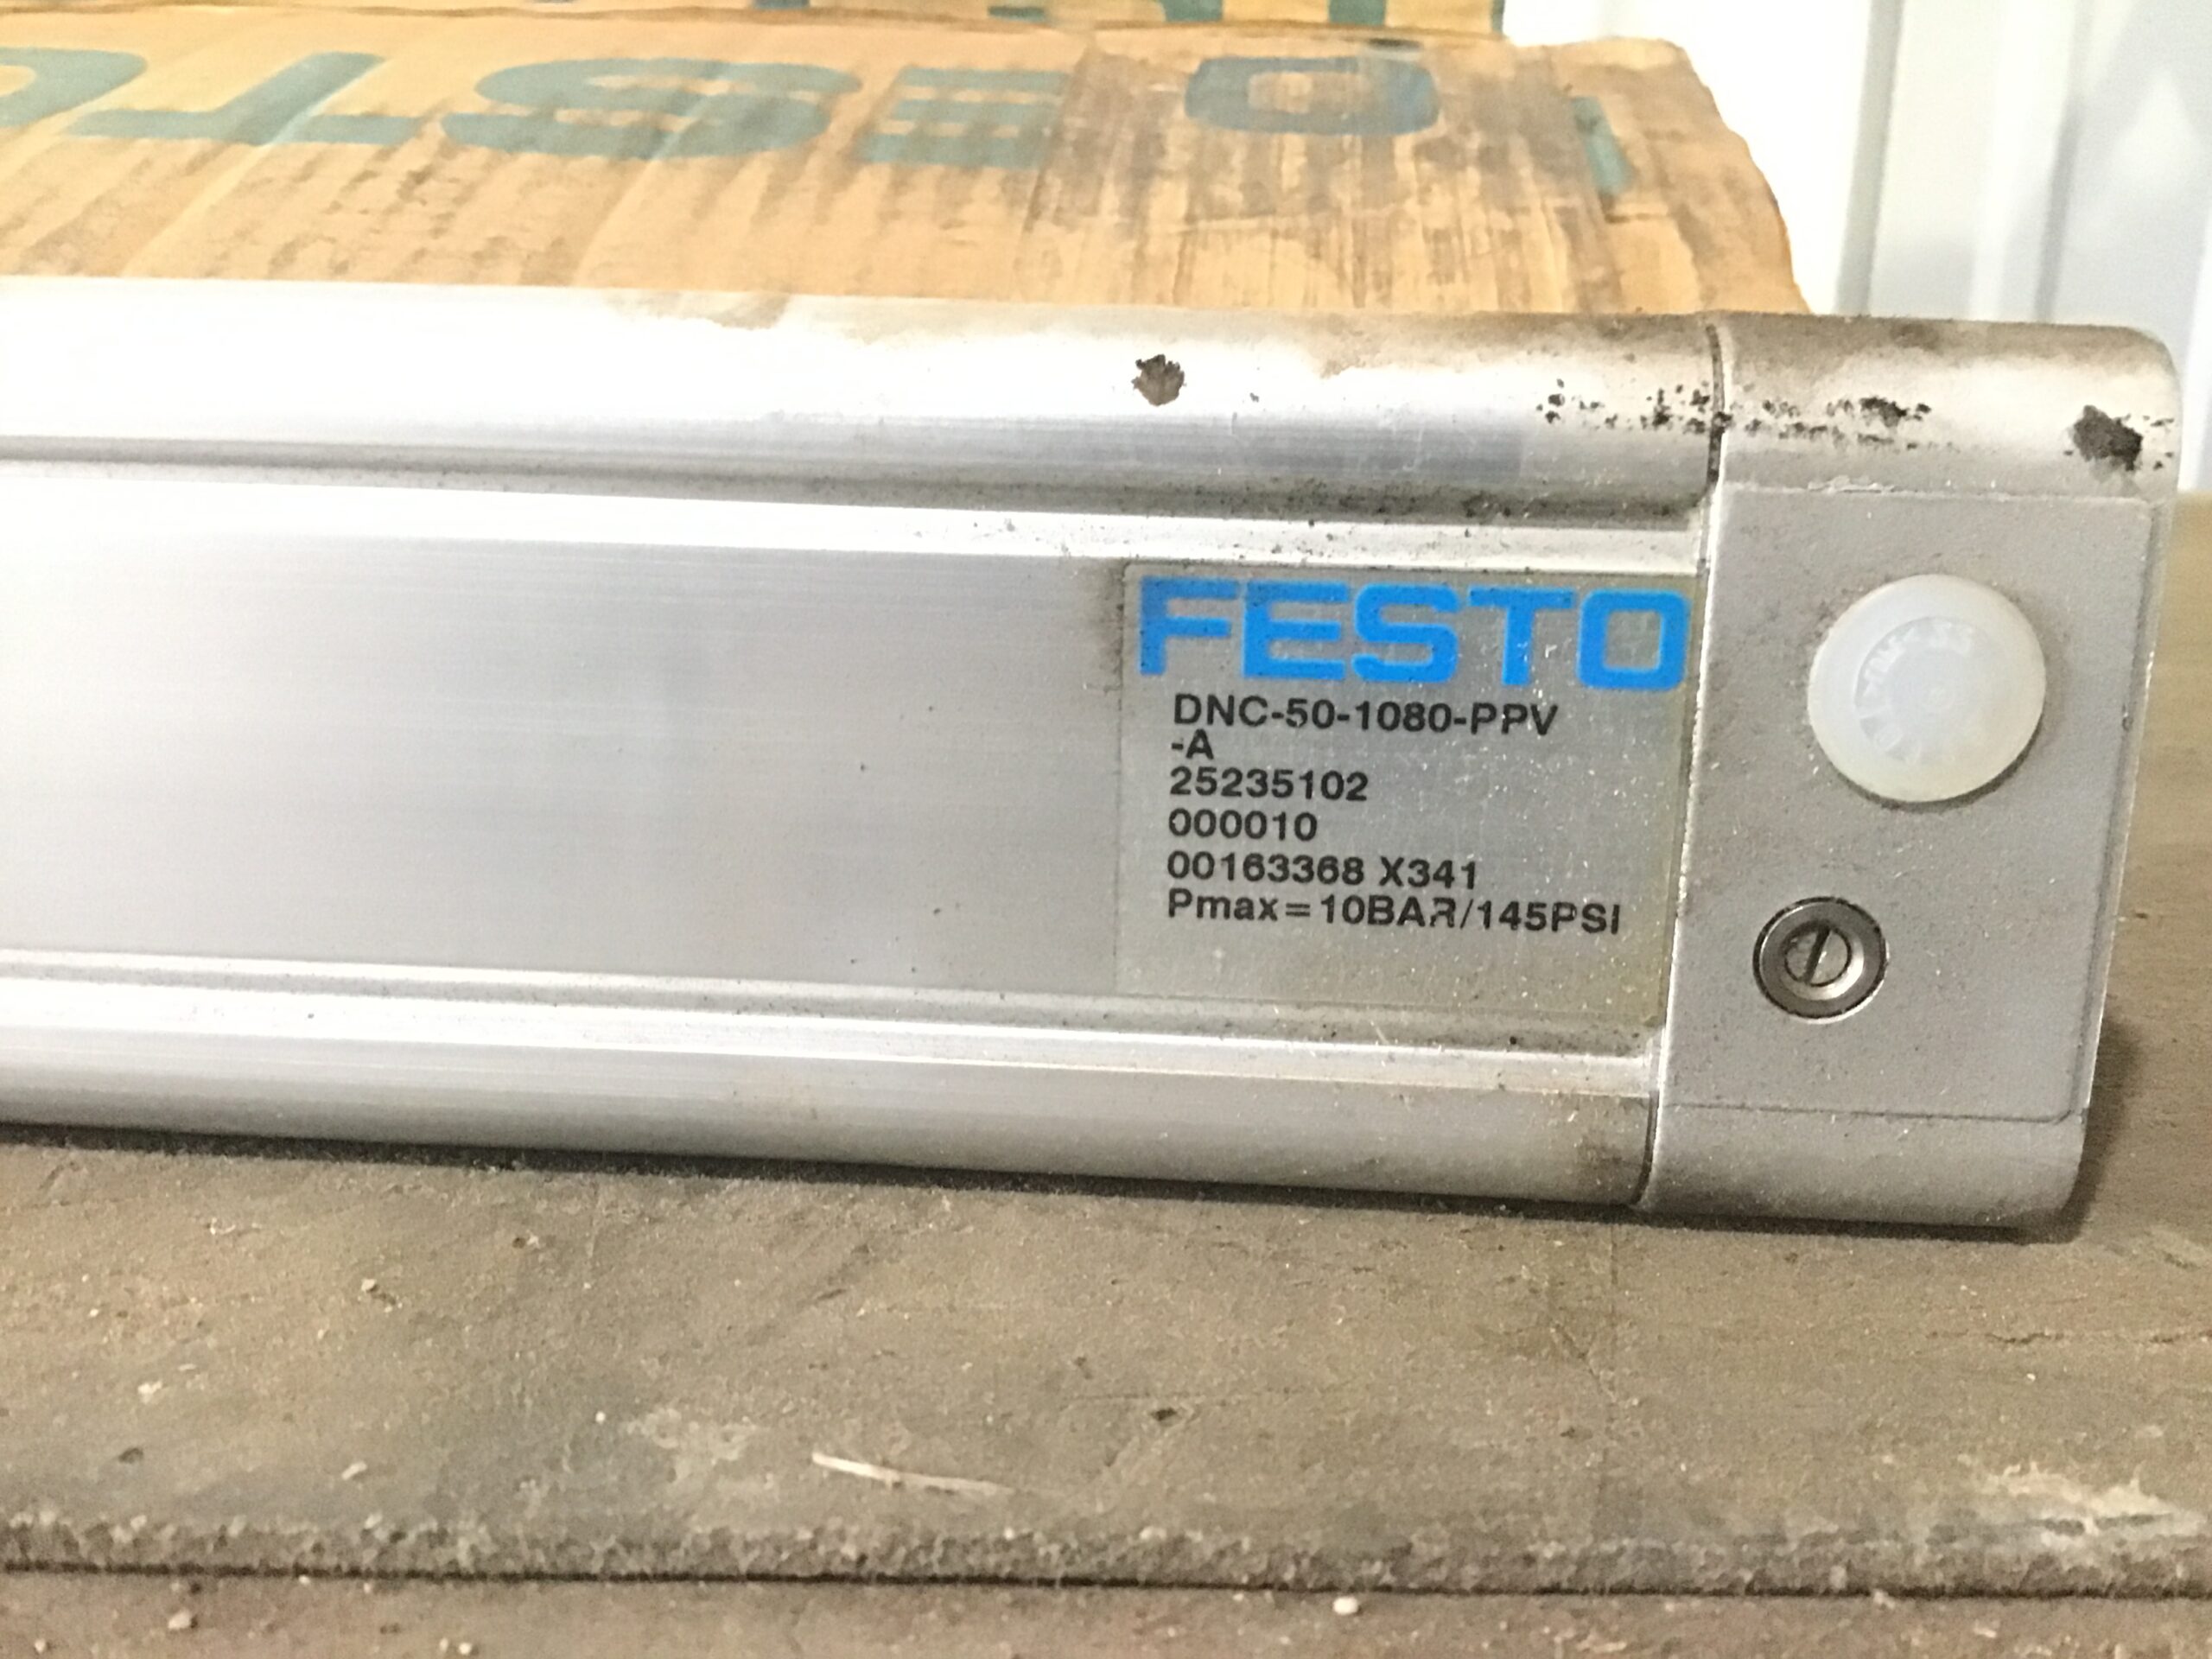 FESTO
DNC-50-1080-PPV
-A
25235102
000010
00163368 X341
Pmax=10BAR/145PSI